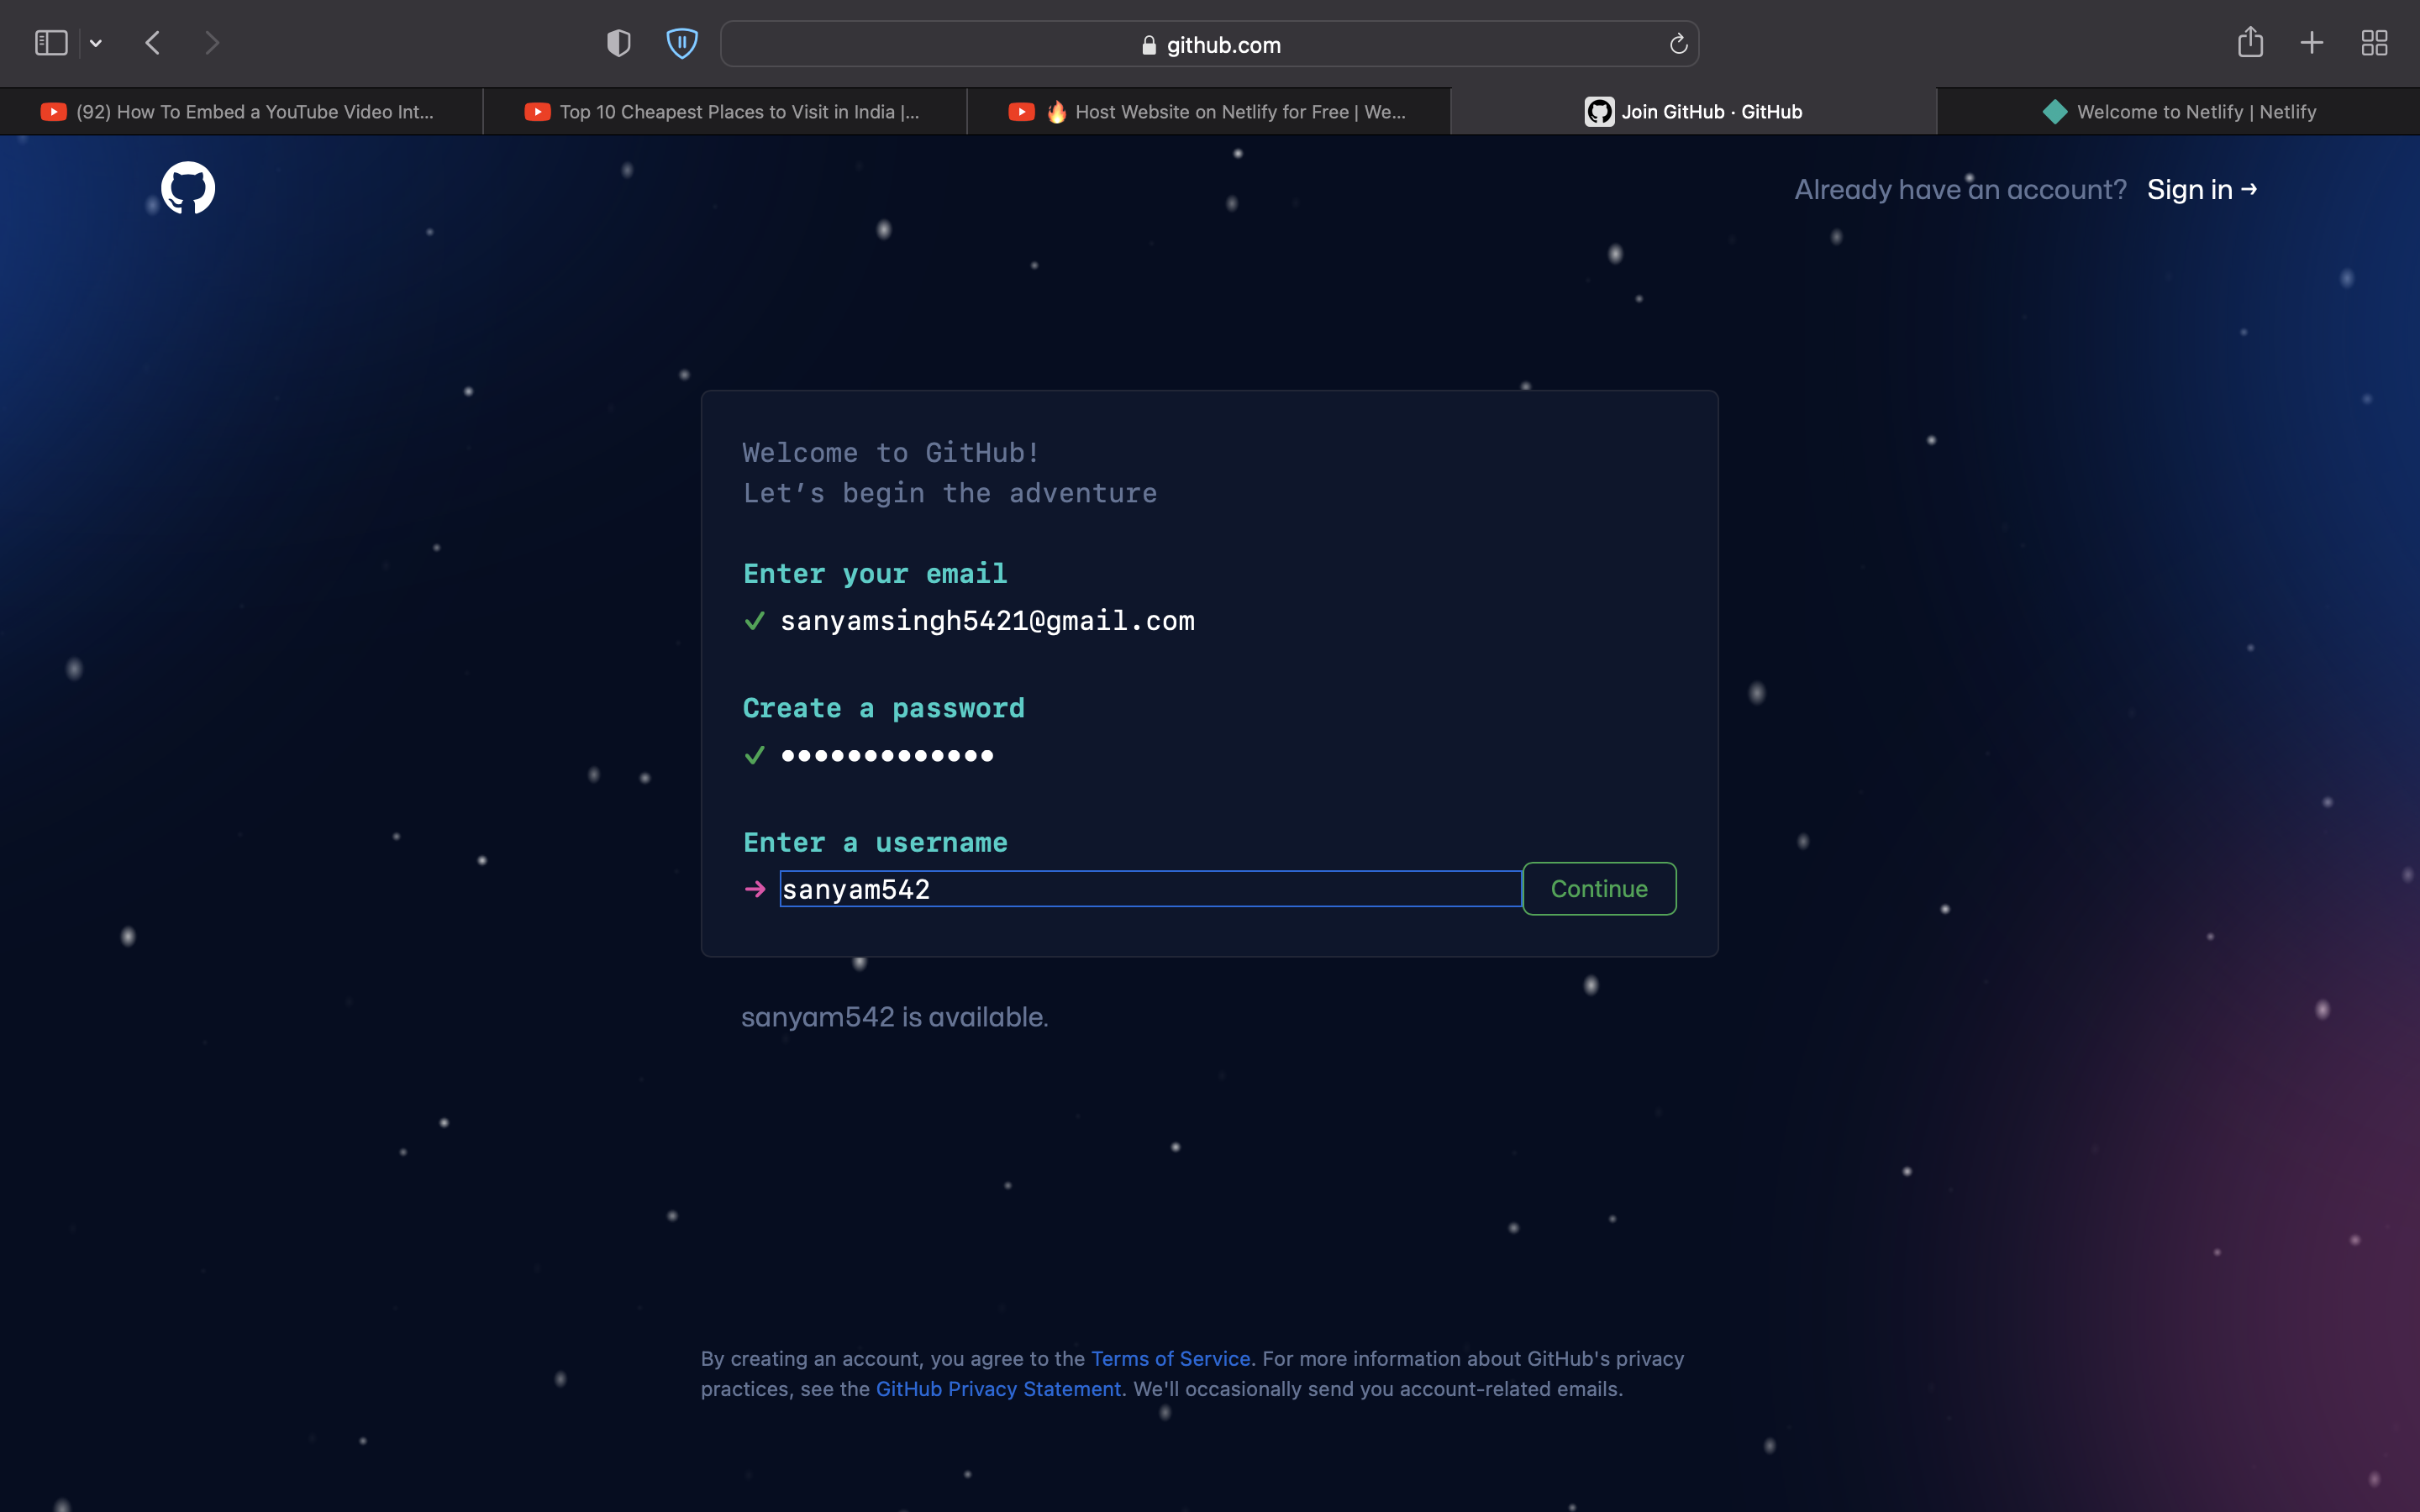 github.com
(92) How To Embed a YouTube Video Int...
Top 10 Cheapest Places to Visit in India |...
🔥 Host Website on Netlify for Free | We...
Join GitHub · GitHub
Welcome to Netlify | Netlify
Already have an account? Sign in →
Welcome to GitHub!
Let’s begin the adventure
Enter your email
✓ sanyamsingh5421@gmail.com
Create a password
✓ •••••••••••••
Enter a username
→ sanyam542 Continue
sanyam542 is available.
By creating an account, you agree to the Terms of Service. For more information about GitHub's privacy
practices, see the GitHub Privacy Statement. We'll occasionally send you account-related emails.